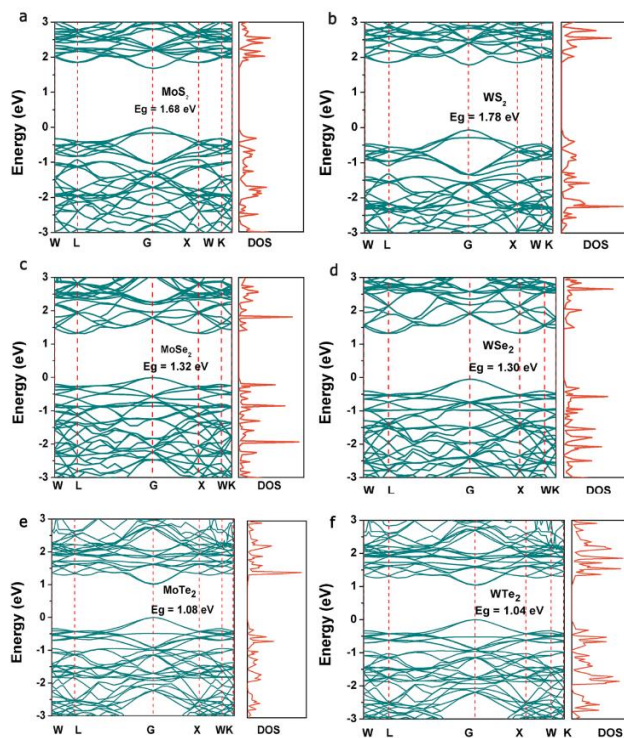 a
3
2
1
0
-1
-2
-3
Energy (eV)
MoS2
Eg = 1.68 eV
W L G X W K DOS
b
3
2
1
0
-1
-2
-3
Energy (eV)
WS2
Eg = 1.78 eV
W L G X W K DOS
c
3
2
1
0
-1
-2
-3
Energy (eV)
MoSe2
Eg = 1.32 eV
W L G X WK DOS
d
3
2
1
0
-1
-2
-3
Energy (eV)
WSe2
Eg = 1.30 eV
W L G X WK DOS
e
3
2
1
0
-1
-2
-3
Energy (eV)
MoTe2
Eg = 1.08 eV
W L G X WK DOS
f
3
2
1
0
-1
-2
-3
Energy (eV)
WTe2
Eg = 1.04 eV
W L G X W K DOS